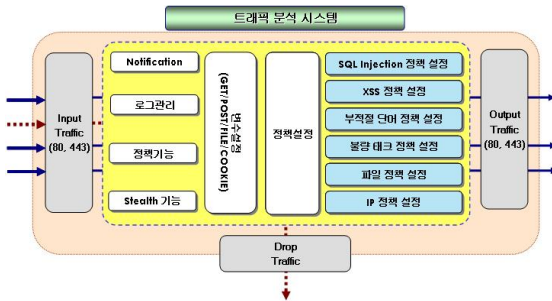 트래픽 분석 시스템
Input
Traffic
(80, 443)
Notification
로그관리
정책기능
Stealth 기능
변수설정
(GET/POST/FILE/COOKIE)
정책설정
SQL Injection 정책 설정
XSS 정책 설정
부적절 단어 정책 설정
불량 태크 정책 설정
파일 정책 설정
IP 정책 설정
Output
Traffic
(80, 443)
Drop
Traffic